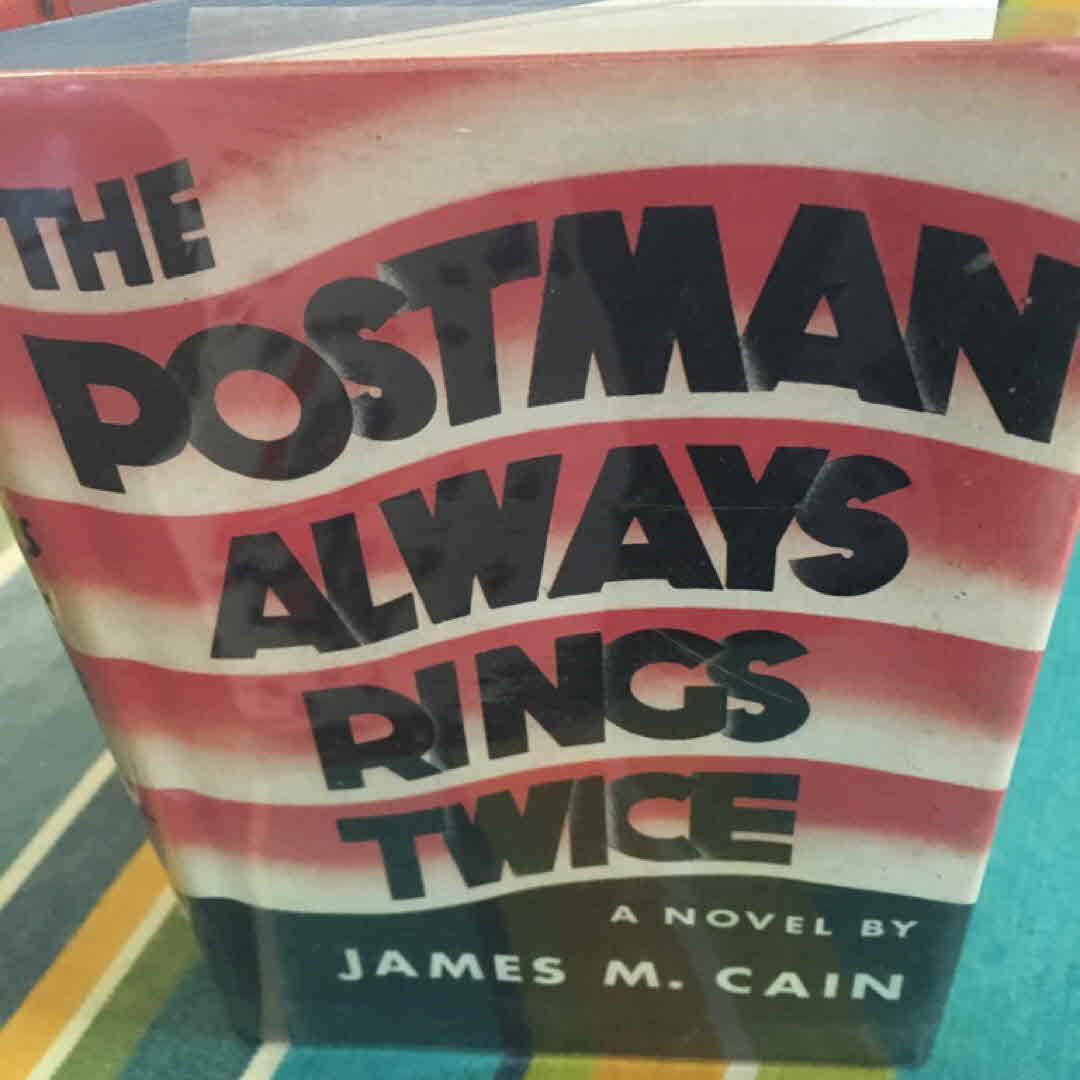 THE
POSTMAN
ALWAYS
RINGS
TWICE
A NOVEL BY
JAMES M. CAIN